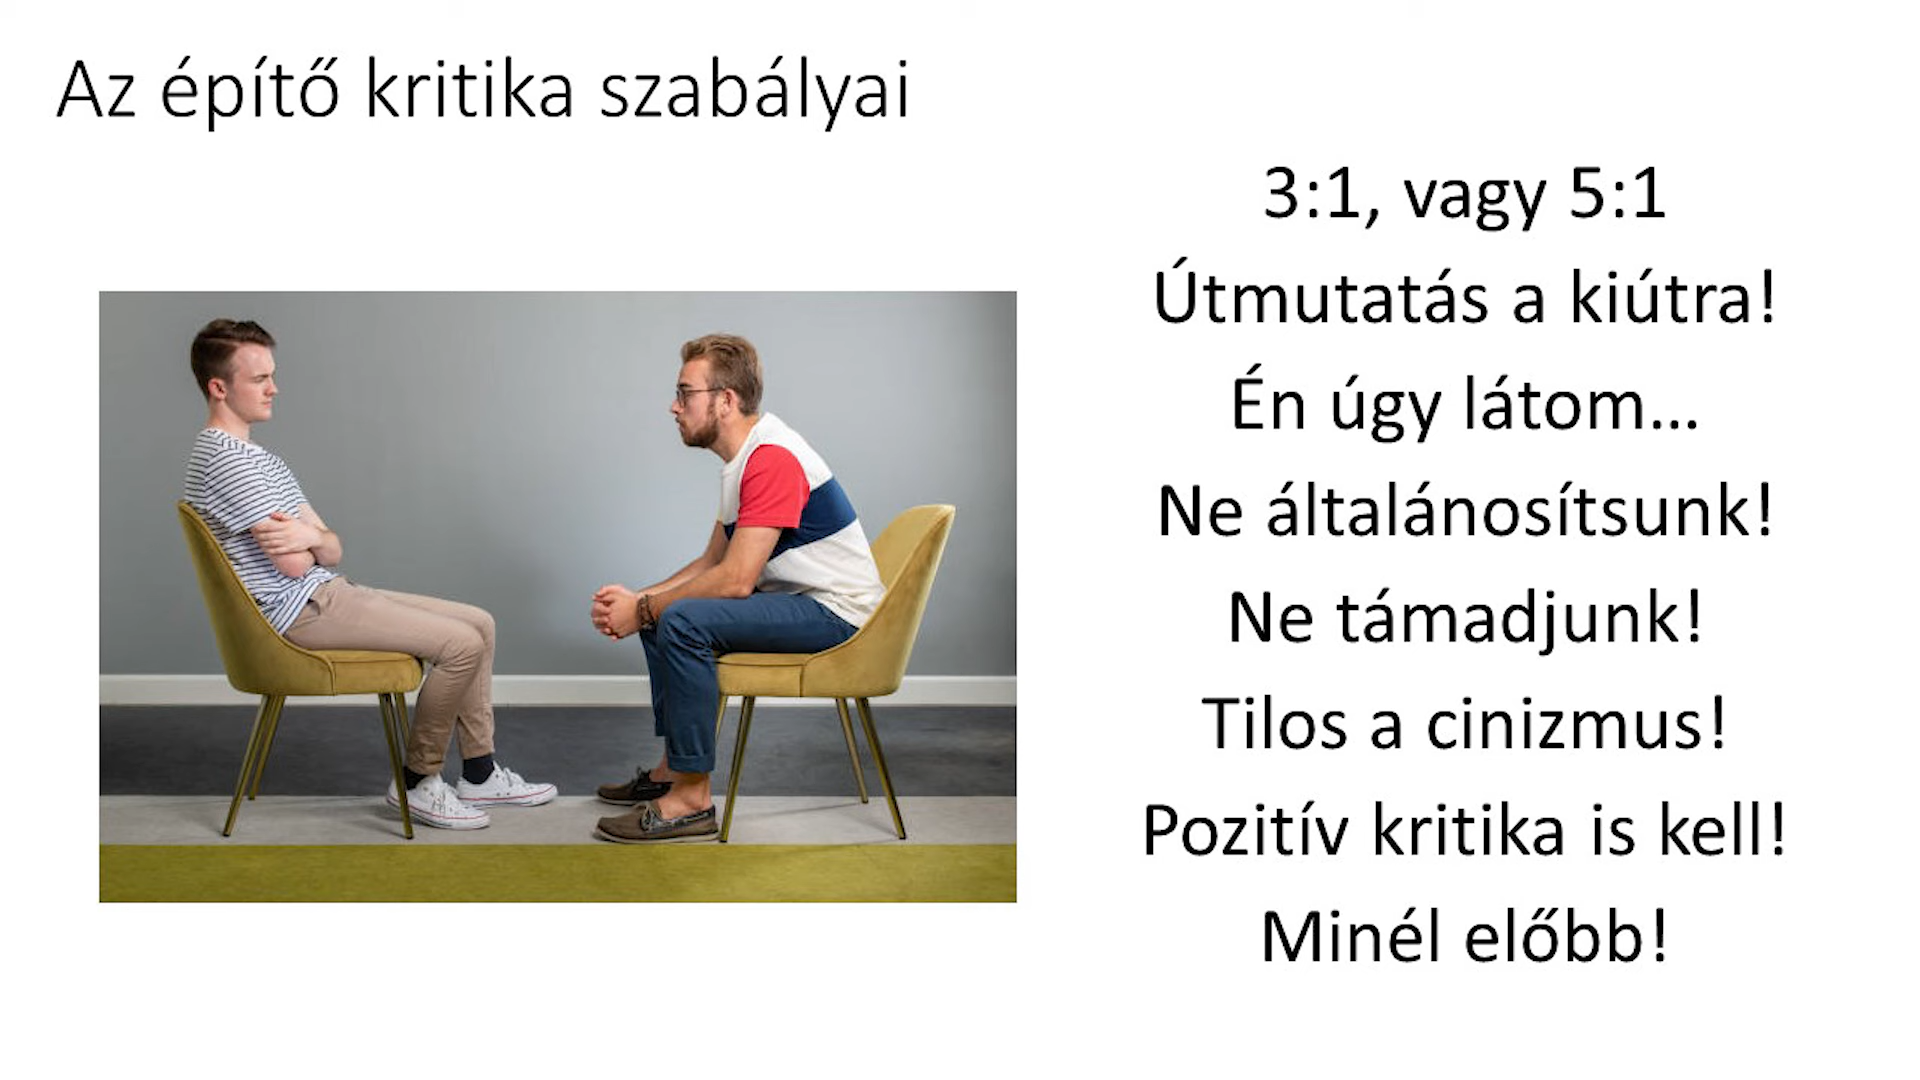 Az építő kritika szabályai
3:1, vagy 5:1
Útmutatás a kiútra!
Én úgy látom...
Ne általánosítsunk!
Ne támadjunk!
Tilos a cinizmus!
Pozitív kritika is kell!
Minél előbb!